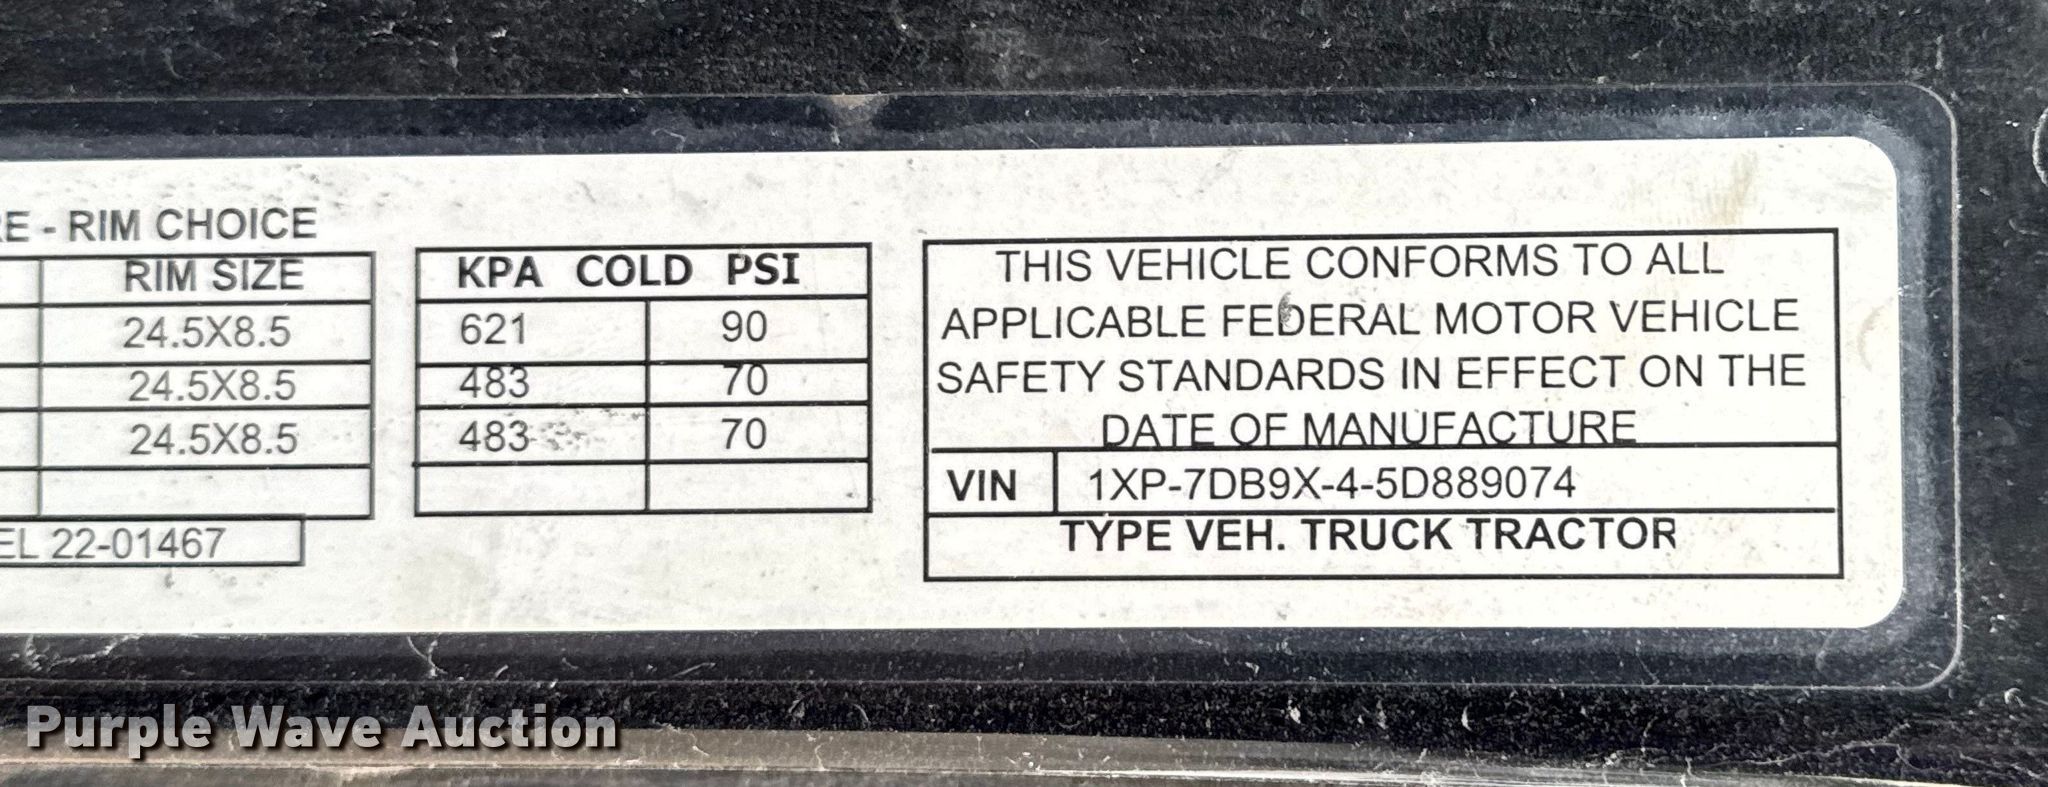 RE - RIM CHOICE
RIM SIZE
24.5X8.5
24.5X8.5
24.5X8.5
EL 22-01467
KPA COLD PSI
621 90
483 70
483 70
THIS VEHICLE CONFORMS TO ALL
APPLICABLE FEDERAL MOTOR VEHICLE
SAFETY STANDARDS IN EFFECT ON THE
DATE OF MANUFACTURE
VIN 1XP-7DB9X-4-5D889074
TYPE VEH. TRUCK TRACTOR
Purple Wave Auction